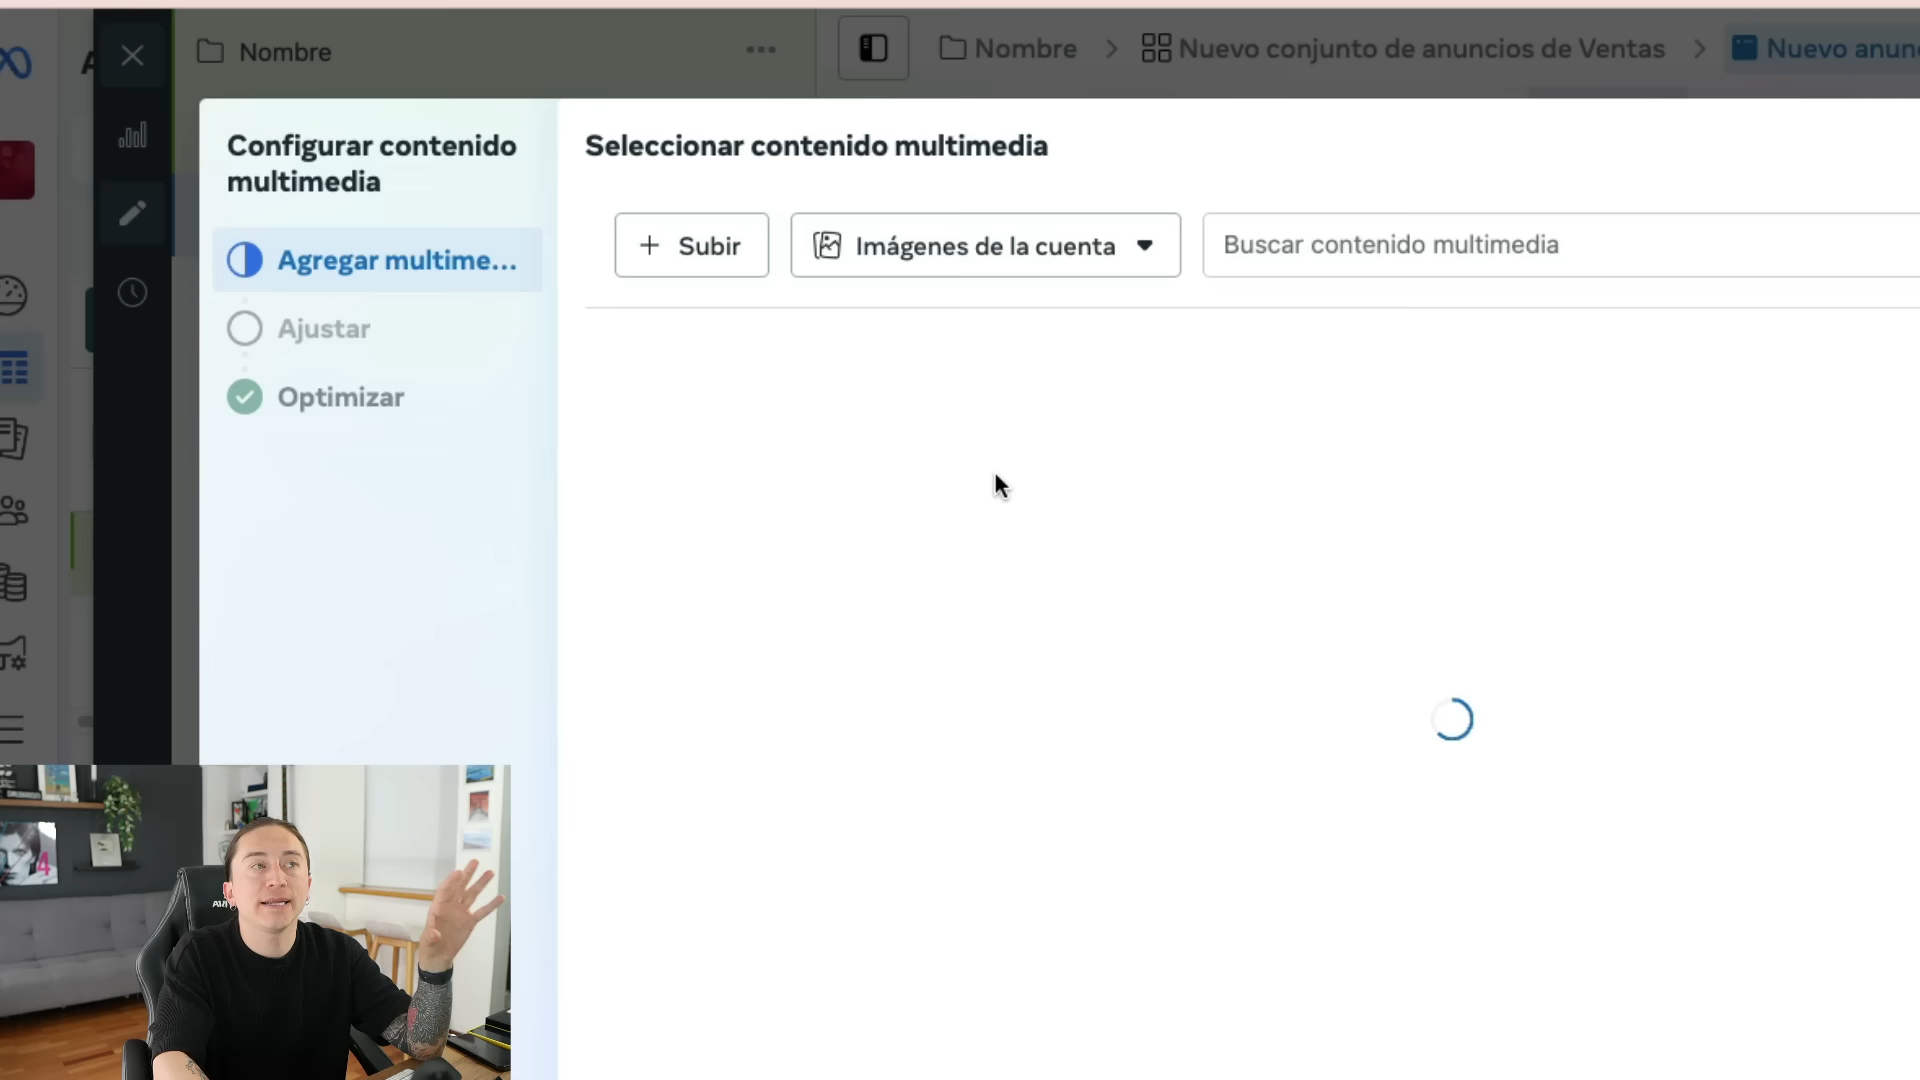 Nombre
Nombre
Nuevo conjunto de anuncios de Ventas
Configurar contenido
multimedia
Agregar multime...
Ajustar
Optimizar
Seleccionar contenido multimedia
+ Subir
Imágenes de la cuenta
Buscar contenido multimedia